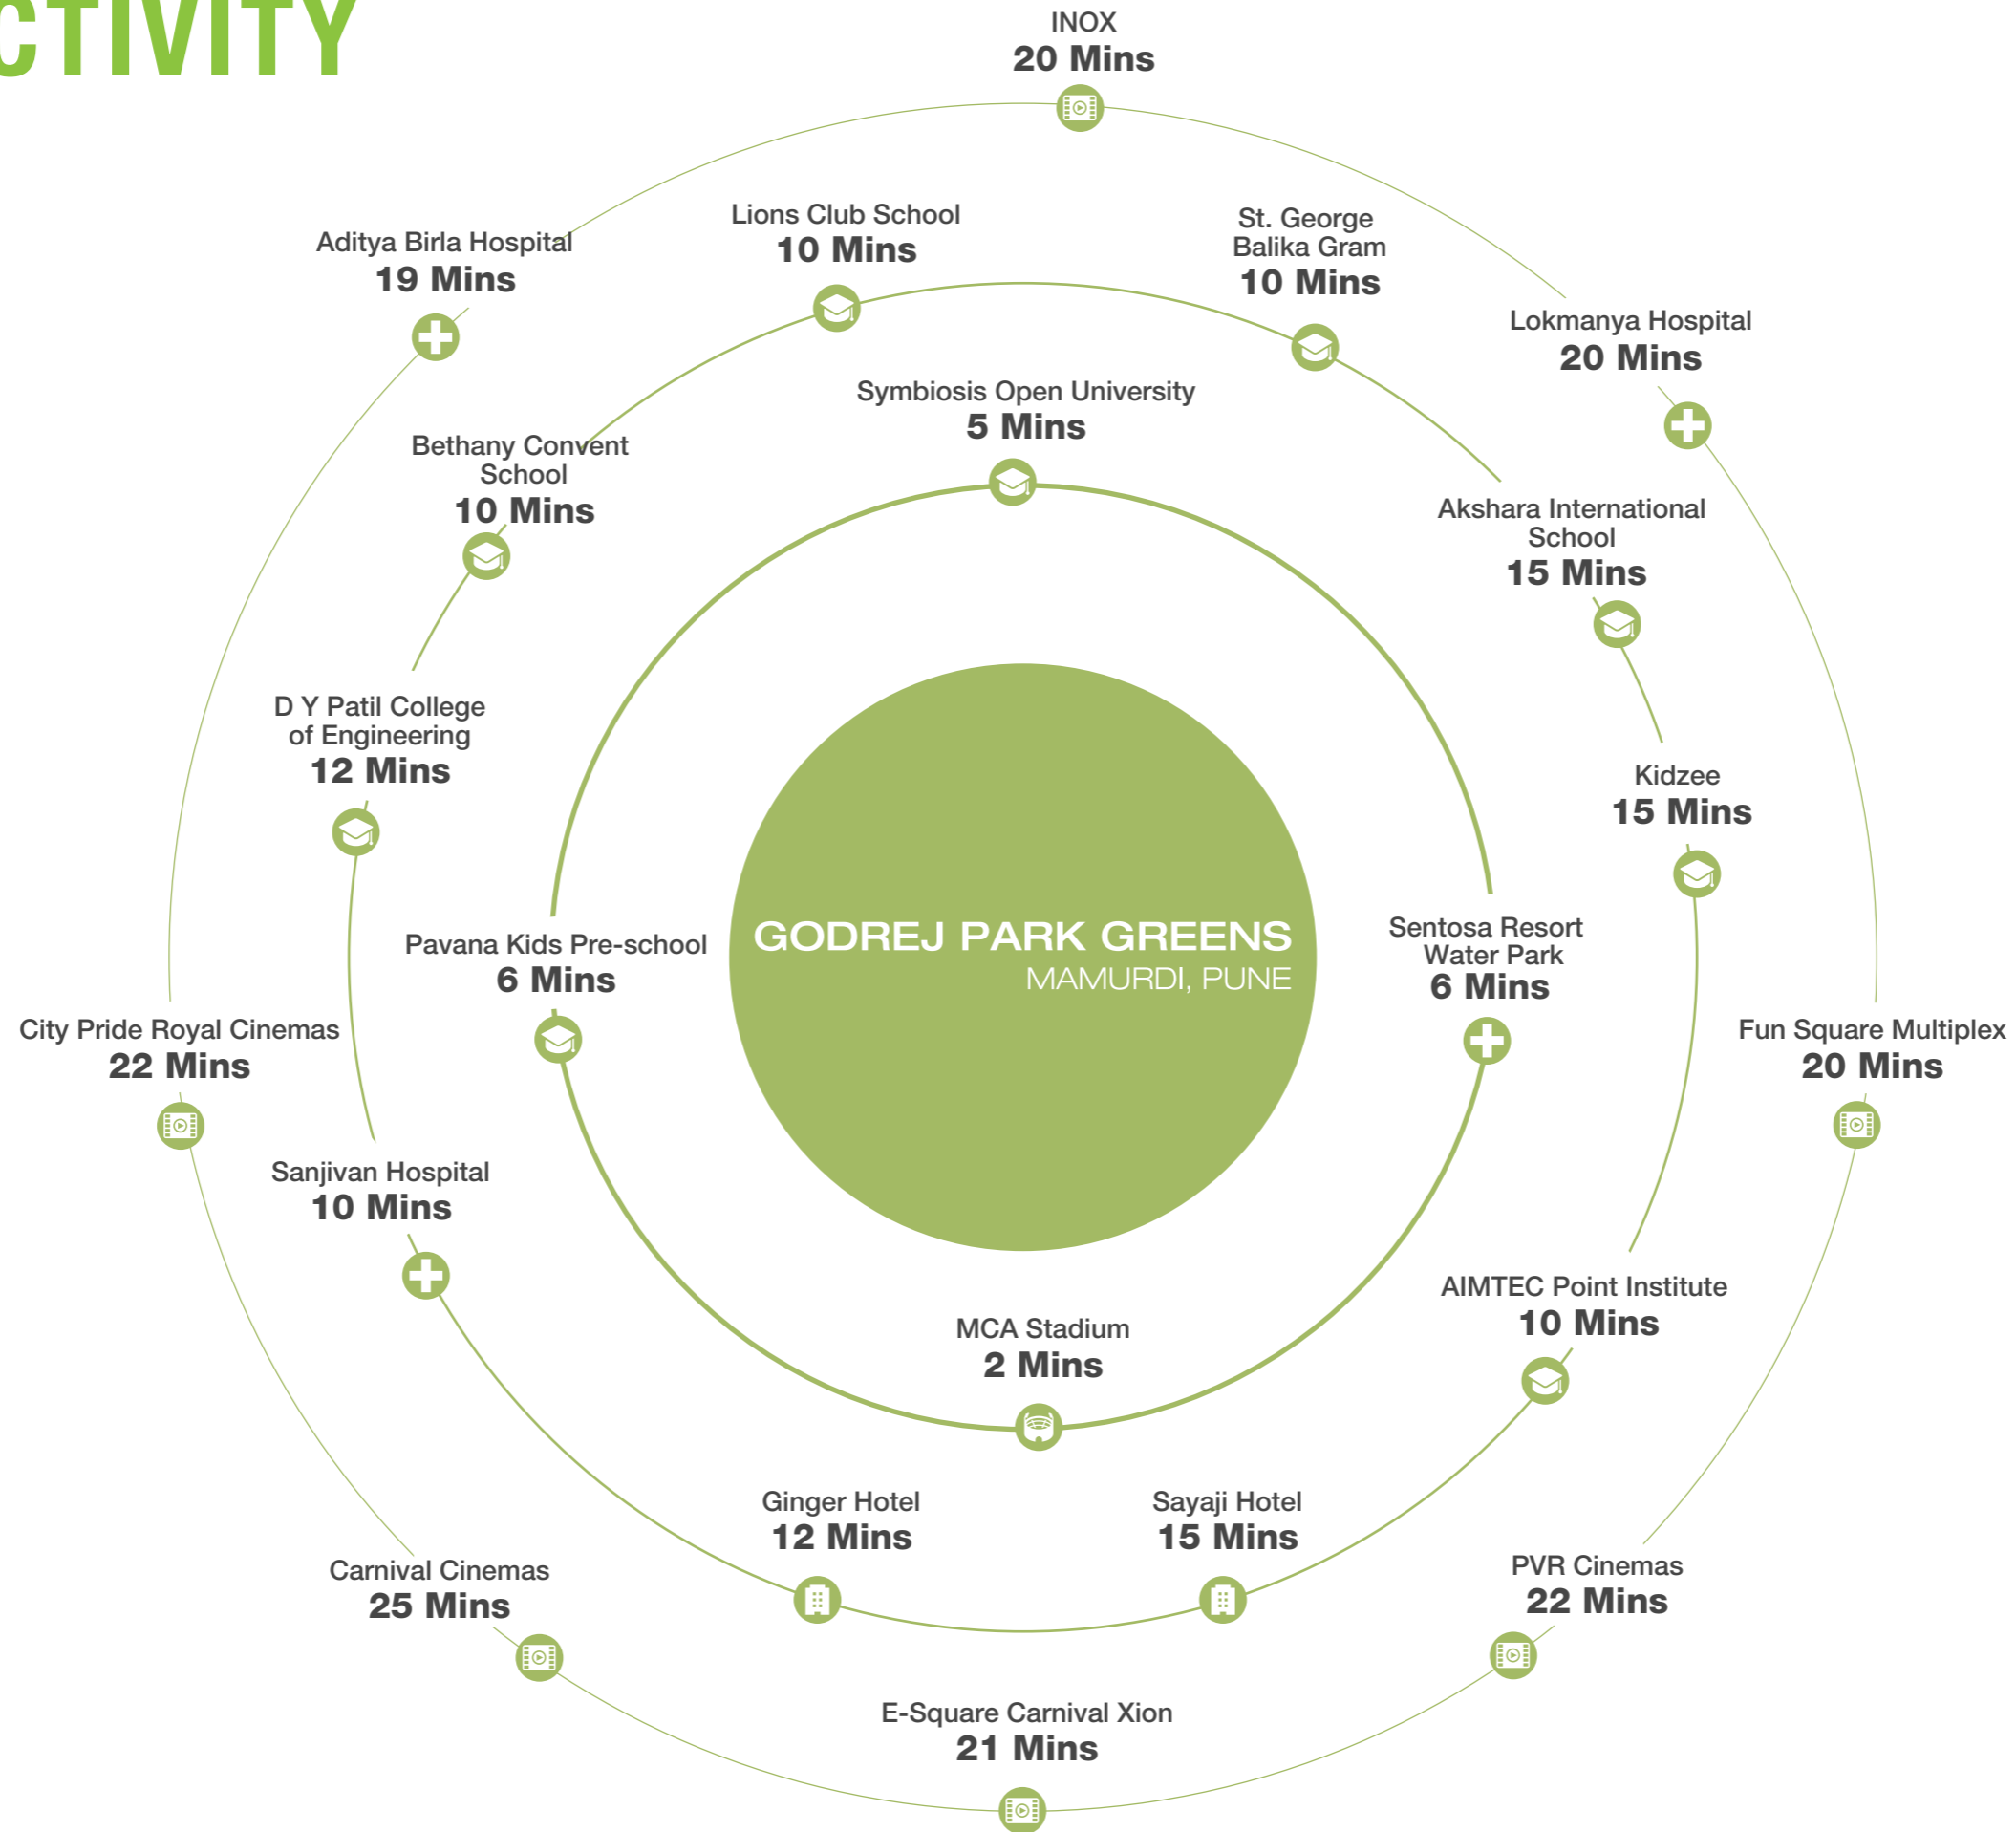 CTIVITY
INOX
20 Mins
Aditya Birla Hospital
19 Mins
Lions Club School
10 Mins
St. George
Balika Gram
10 Mins
Lokmanya Hospital
20 Mins
Symbiosis Open University
5 Mins
Bethany Convent
School
10 Mins
Akshara International
School
15 Mins
D Y Patil College
of Engineering
12 Mins
Kidzee
15 Mins
Pavana Kids Pre-school
6 Mins
GODREJ PARK GREENS
MAMURDI, PUNE
Sentosa Resort
Water Park
6 Mins
City Pride Royal Cinemas
22 Mins
Fun Square Multiplex
20 Mins
Sanjivan Hospital
10 Mins
AIMTEC Point Institute
10 Mins
MCA Stadium
2 Mins
Ginger Hotel
12 Mins
Sayaji Hotel
15 Mins
Carnival Cinemas
25 Mins
PVR Cinemas
22 Mins
E-Square Carnival Xion
21 Mins